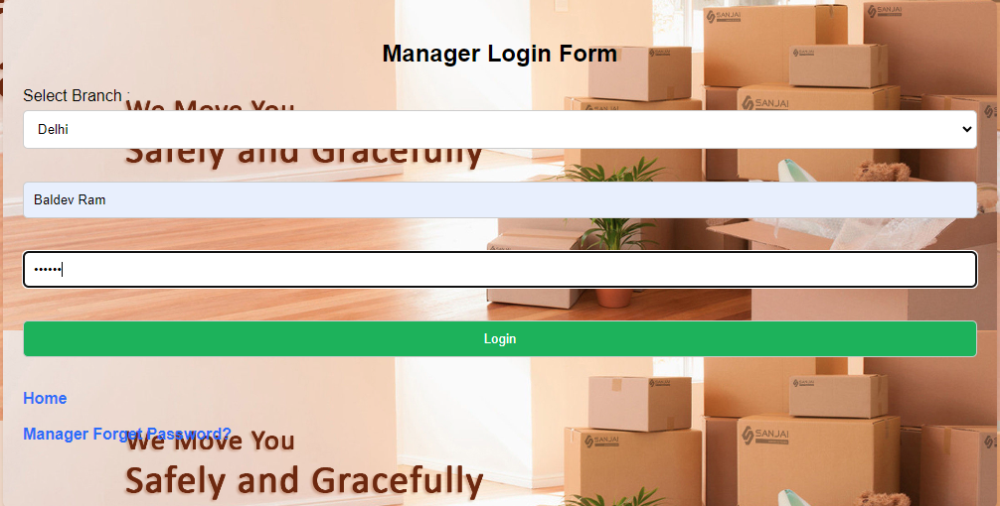 SANJAI
SANJAI
Manager Login Form
Select Branch :
We Move You
Delhi
SANJAI
Safely and Gracefully
Baldev Ram
••••••
Login
Home
Manager Forget Password?
We Move You
SANJAI
Safely and Gracefully